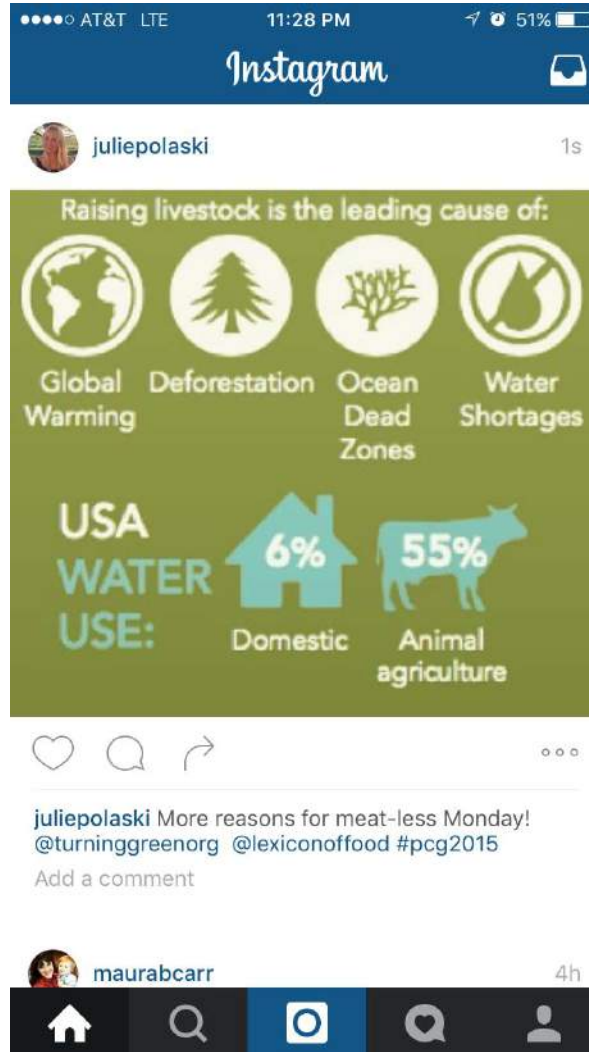 AT&T LTE 11:28 PM 51%
Instagram
juliepolaski 1s
Raising livestock is the leading cause of:
Global Warming
Deforestation
Ocean Dead Zones
Water Shortages
USA
WATER
USE:
6%
Domestic
55%
Animal
agriculture
juliepolaski More reasons for meat-less Monday!
@turninggreenorg @lexiconoffood #pcg2015
Add a comment
maurabcarr 4h